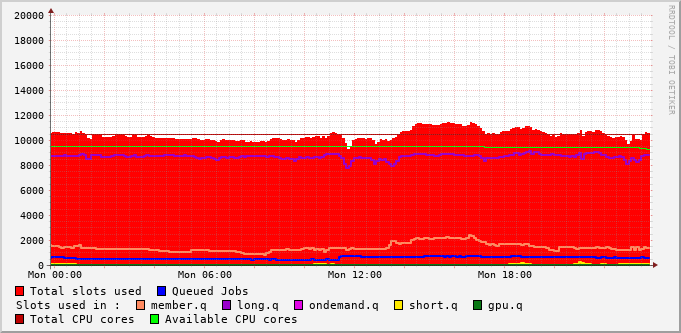 20000
18000
16000
14000
12000
10000
8000
6000
4000
2000
0
Mon 00:00 Mon 06:00 Mon 12:00 Mon 18:00
Total slots used Queued Jobs
Slots used in : member.q long.q ondemand.q short.q gpu.q
Total CPU cores Available CPU cores
RRDTOOL / TOBI OETIKER